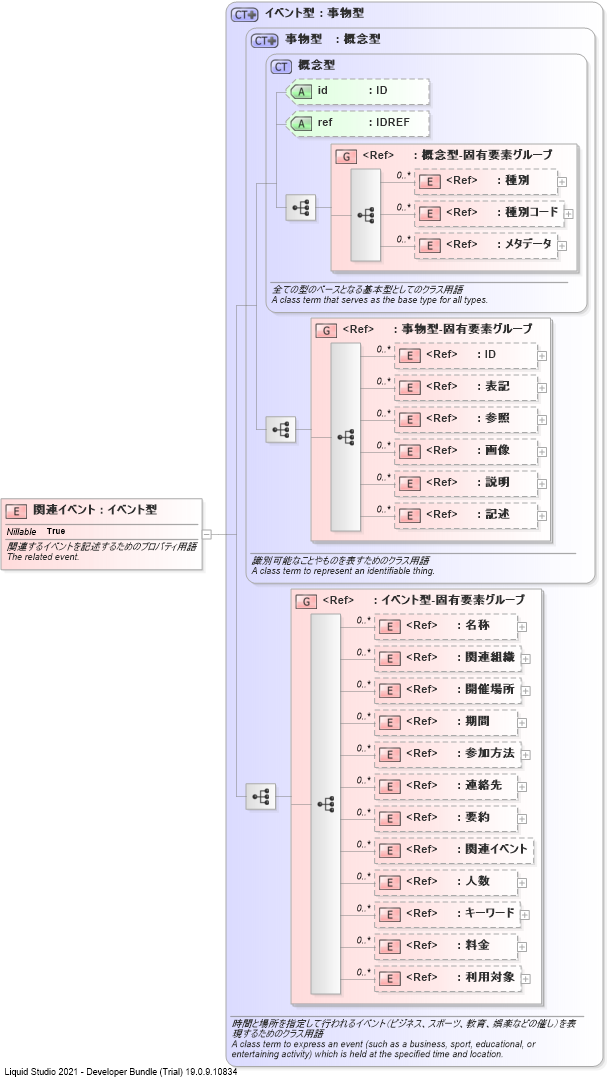 CT イベント型 : 事物型
CT 事物型 : 概念型
CT 概念型
A id : ID
A ref : IDREF
G <Ref> : 概念型-固有要素グループ
0..* E <Ref> : 種別
0..* E <Ref> : 種別コード
0..* E <Ref> : メタデータ
全ての型のベースとなる基本型としてのクラス用語
A class term that serves as the base type for all types.
G <Ref> : 事物型-固有要素グループ
0..* E <Ref> : ID
0..* E <Ref> : 表記
0..* E <Ref> : 参照
0..* E <Ref> : 画像
0..* E <Ref> : 説明
0..* E <Ref> : 記述
E 関連イベント : イベント型
Nillable True
関連するイベントを記述するためのプロパティ用語
The related event.
識別可能なことやものを表すためのクラス用語
A class term to represent an identifiable thing.
G <Ref> : イベント型-固有要素グループ
0..* E <Ref> : 名称
0..* E <Ref> : 関連組織
0..* E <Ref> : 開催場所
0..* E <Ref> : 期間
0..* E <Ref> : 参加方法
0..* E <Ref> : 連絡先
0..* E <Ref> : 要約
0..* E <Ref> : 関連イベント
0..* E <Ref> : 人数
0..* E <Ref> : キーワード
0..* E <Ref> : 料金
0..* E <Ref> : 利用対象
時間と場所を指定して行われるイベント(ビジネス、スポーツ、教育、娯楽などの催し)を表
現するためのクラス用語
A class term to express an event (such as a business, sport, educational, or
entertaining activity) which is held at the specified time and location.
Liquid Studio 2021 - Developer Bundle (Trial) 19.0.9.10834